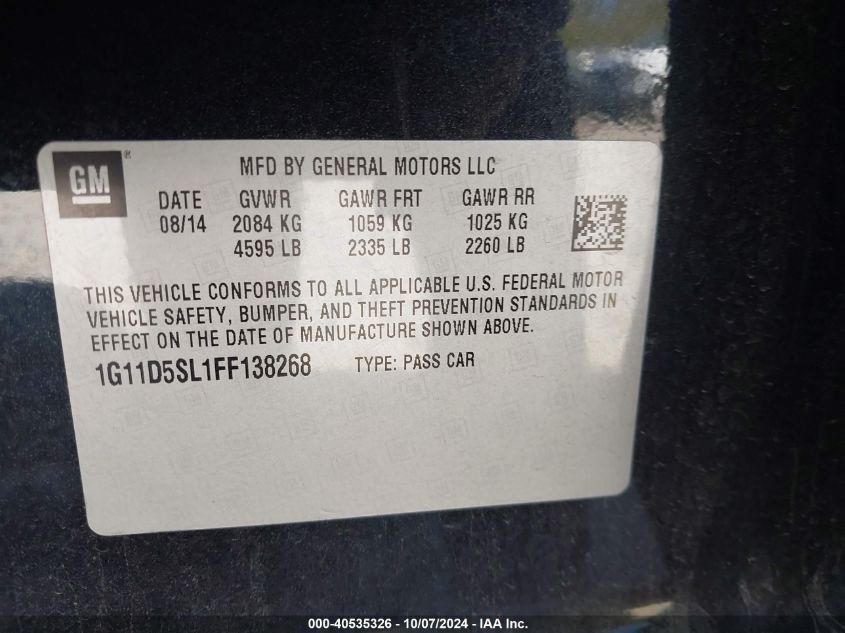 GM ®
MFD BY GENERAL MOTORS LLC
DATE GVWR GAWR FRT GAWR RR
08/14 2084 KG 1059 KG 1025 KG
4595 LB 2335 LB 2260 LB
THIS VEHICLE CONFORMS TO ALL APPLICABLE U.S. FEDERAL MOTOR
VEHICLE SAFETY, BUMPER, AND THEFT PREVENTION STANDARDS IN
EFFECT ON THE DATE OF MANUFACTURE SHOWN ABOVE.
1G11D5SL1FF138268 TYPE: PASS CAR
000-40535326 - 10/07/2024 - IAA Inc.